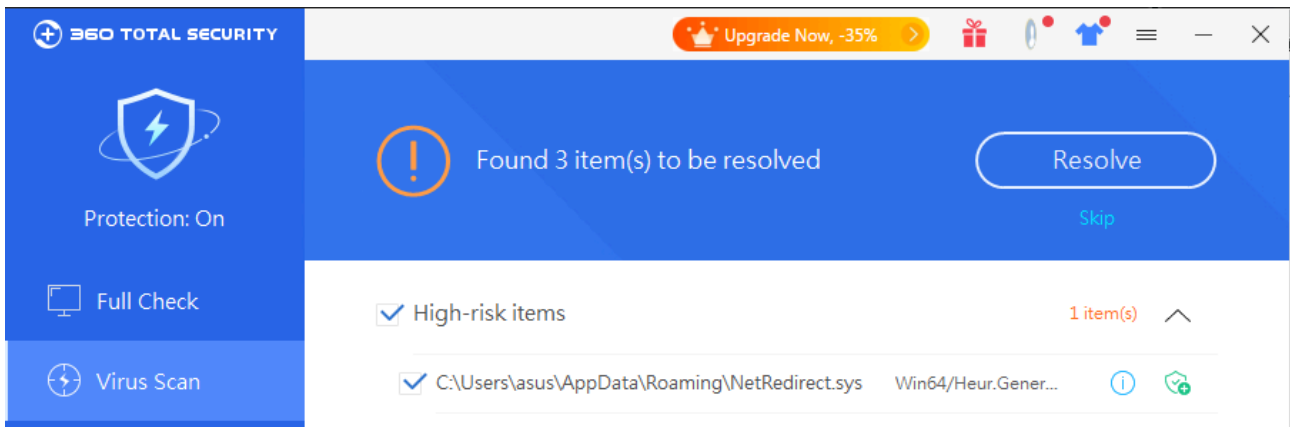 360 TOTAL SECURITY
Upgrade Now, -35%
Found 3 item(s) to be resolved
Resolve
Skip
Protection: On
Full Check
Virus Scan
High-risk items 1 item(s)
C:\Users\asus\AppData\Roaming\NetRedirect.sys Win64/Heur.Gener...